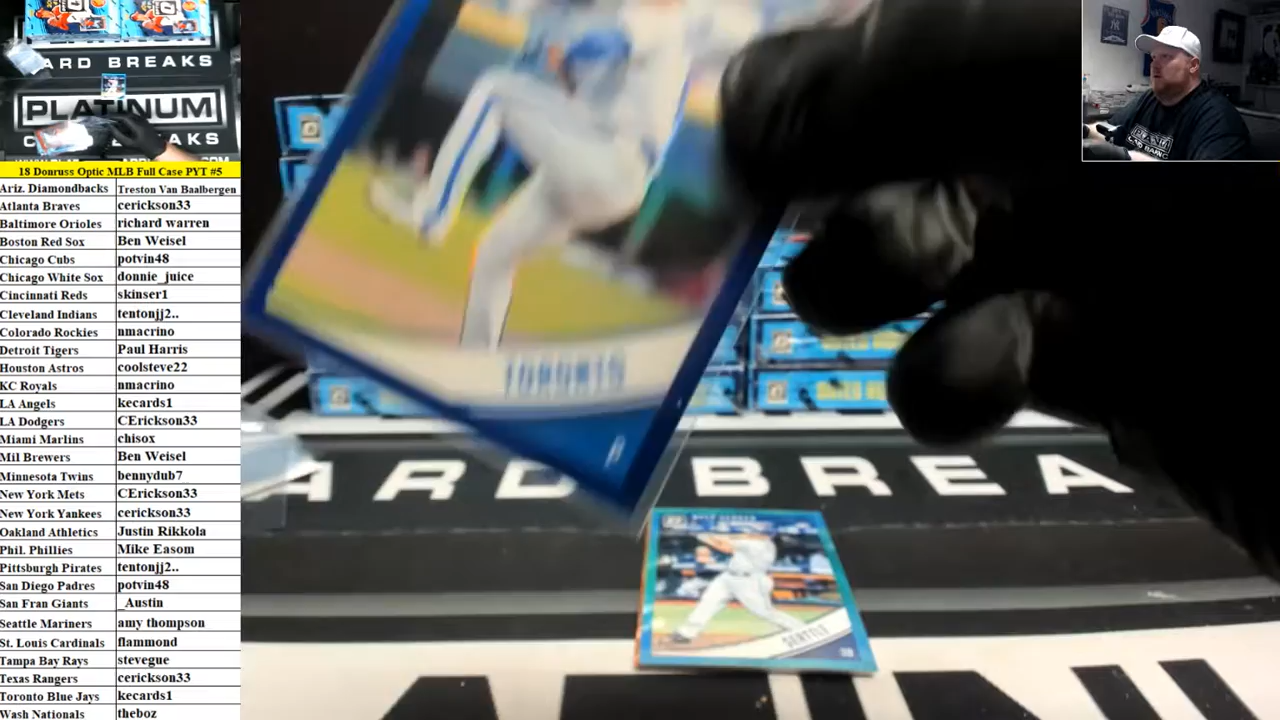 ARD BREAKS
PLATINUM
18 Donruss Optic MLB Full Case PYT #5
Ariz. Diamondbacks Treston Van Baalbergen
Atlanta Braves cerickson33
Baltimore Orioles richard warren
Boston Red Sox Ben Weisel
Chicago Cubs potvin48
Chicago White Sox donnie_juice
Cincinnati Reds skinser1
Cleveland Indians tentonjj2..
Colorado Rockies nmacrino
Detroit Tigers Paul Harris
Houston Astros coolsteve22
KC Royals nmacrino
LA Angels kecards1
LA Dodgers CErickson33
Miami Marlins chisox
Mil Brewers Ben Weisel
Minnesota Twins bennydub7
New York Mets CErickson33
New York Yankees cerickson33
Oakland Athletics Justin Rikkola
Phil. Phillies Mike Easom
Pittsburgh Pirates tentonjj2..
San Diego Padres potvin48
San Fran Giants _Austin
Seattle Mariners amy thompson
St. Louis Cardinals flammond
Tampa Bay Rays stevegue
Texas Rangers cerickson33
Toronto Blue Jays kecards1
Wash Nationals theboz
TORONTO
ARD BREA
SEATTLE